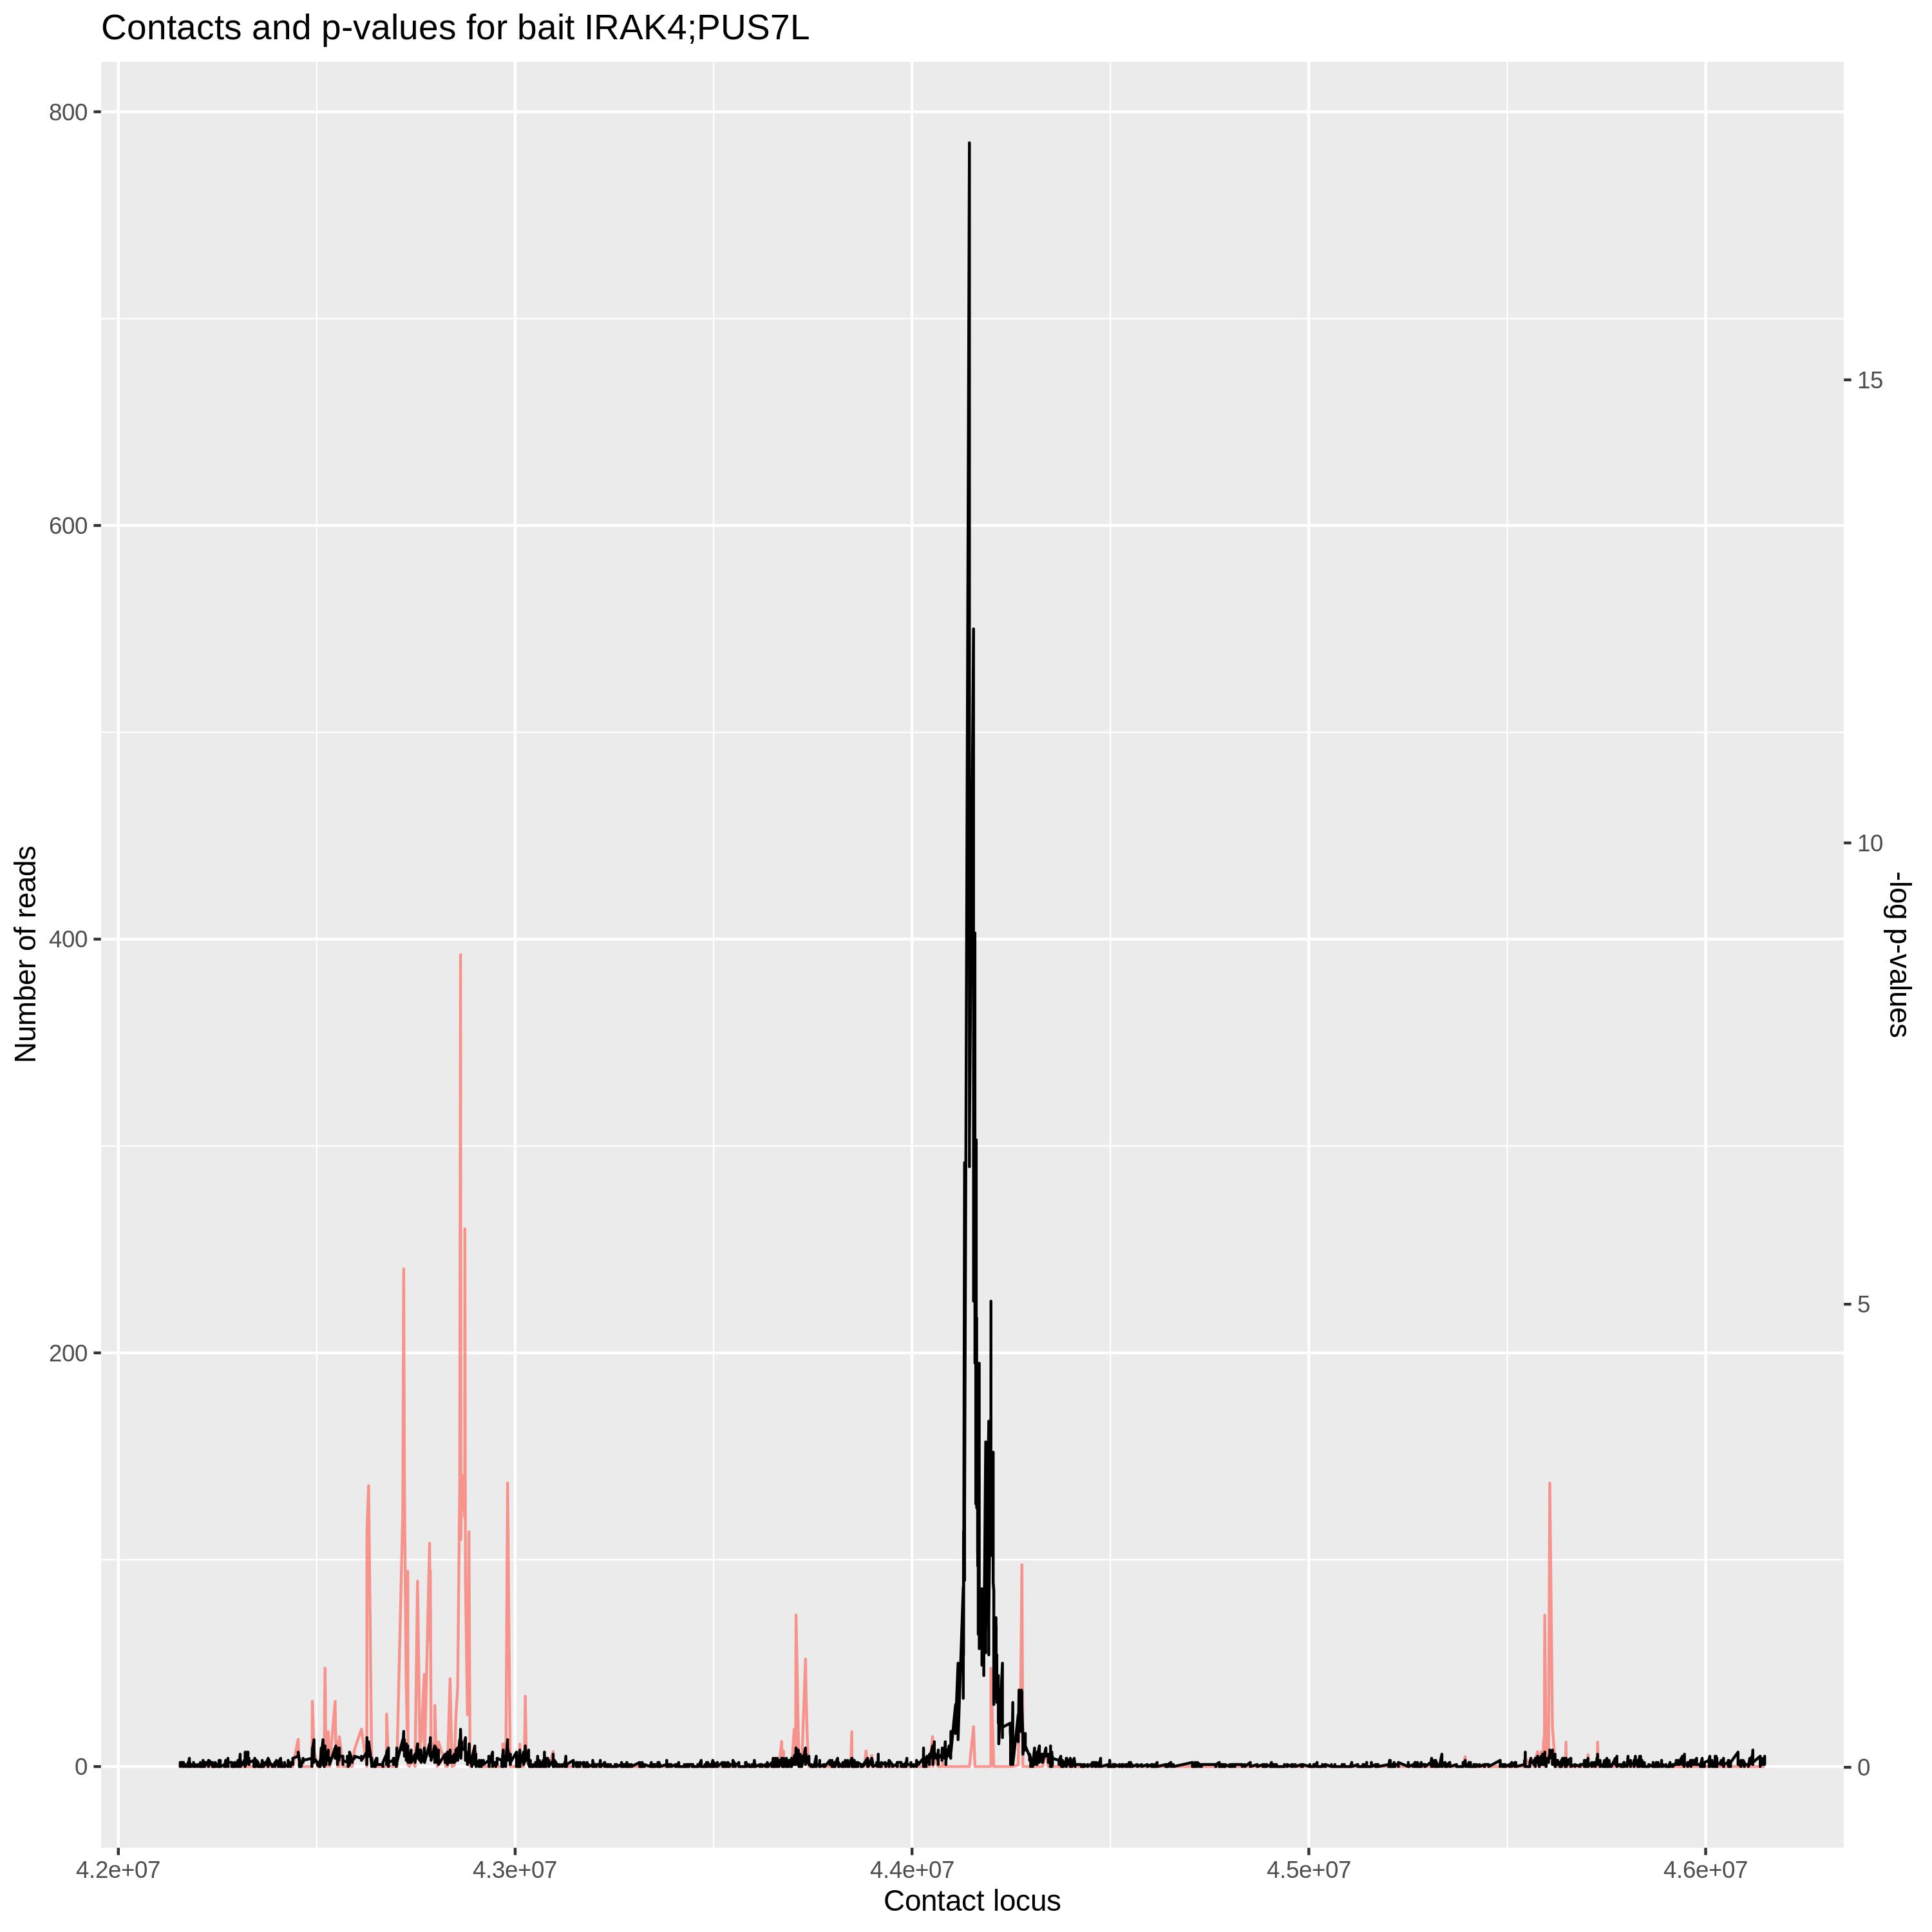 Contacts and p-values for bait IRAK4;PUS7L
800
600
400
200
0
Number of reads
15
10
5
0
-log p-values
4.2e+07
4.3e+07
4.4e+07
4.5e+07
4.6e+07
Contact locus